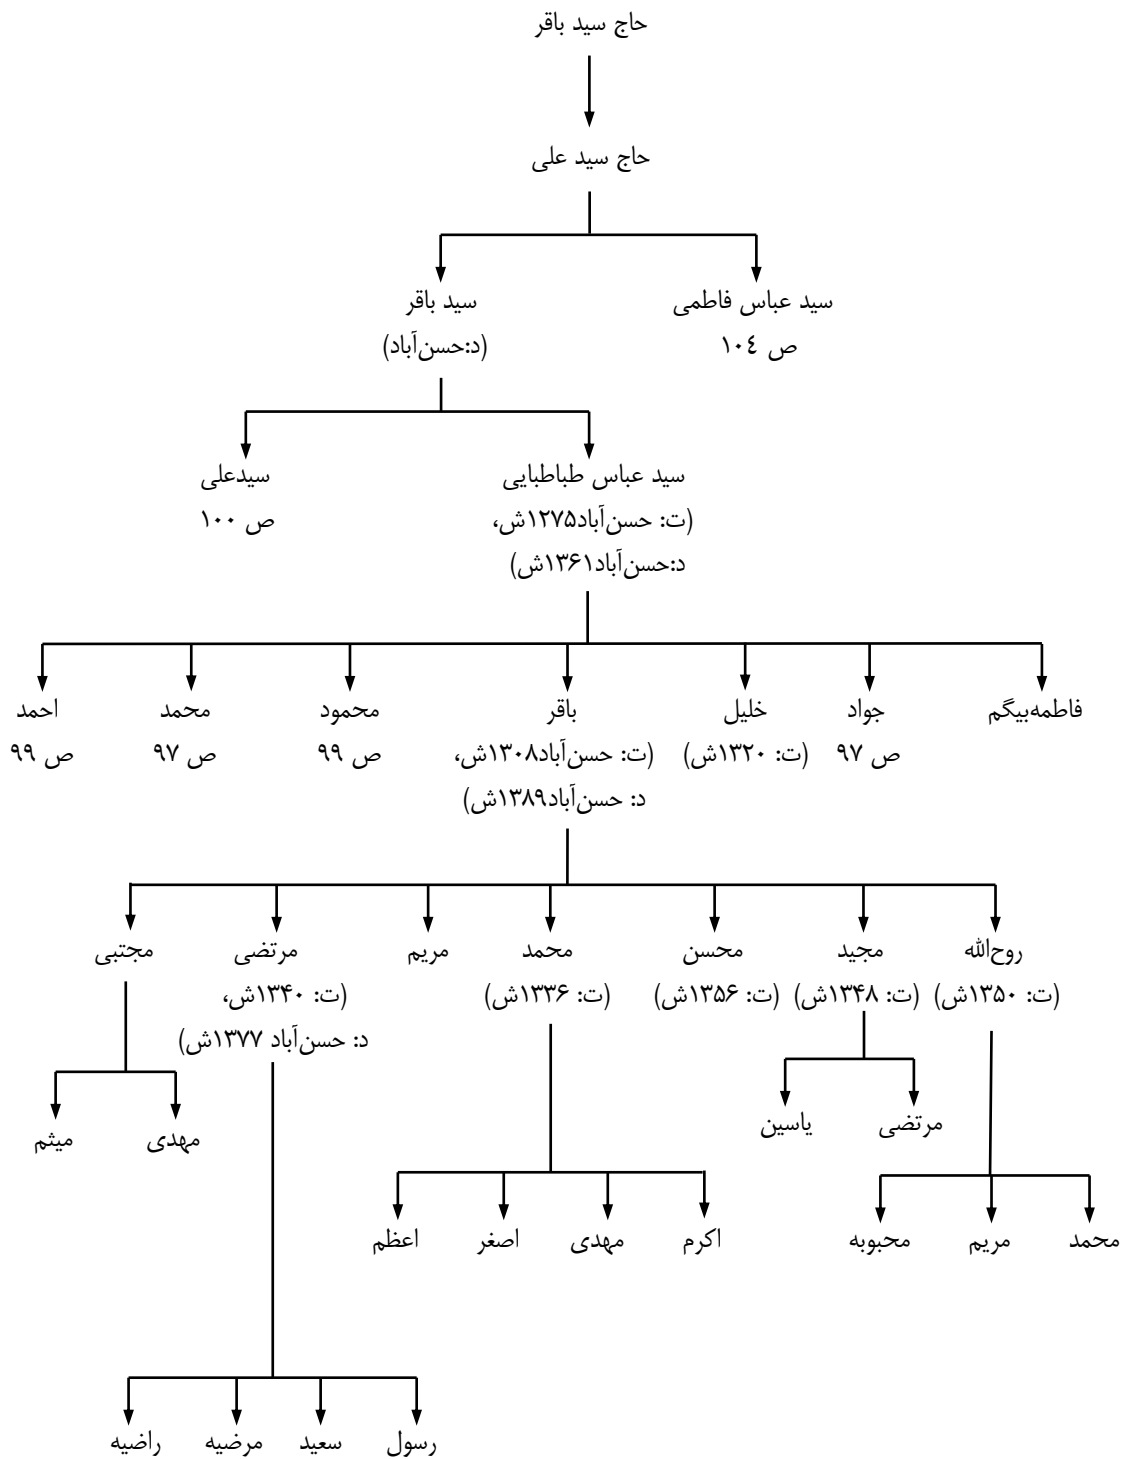 حاج سید باقر
حاج سید علی
سید عباس فاطمی
ص ١٠٤
سید باقر
(د:حسن‌آباد)
سید عباس طباطبایی
(ت: حسن‌آباد۱۲۷۵ش،
د:حسن‌آباد۱۳۶۱ش)
سیدعلی
ص ۱۰۰
فاطمه‌بیگم
جواد
ص ۹۷
خلیل
(ت: ۱۳۲۰ش)
باقر
(ت: حسن‌آباد۱۳۰۸ش،
د: حسن‌آباد۱۳۸۹ش)
محمود
ص ۹۹
محمد
ص ۹۷
احمد
ص ۹۹
روح‌الله
(ت: ۱۳۵۰ش)
مجید
(ت: ۱۳۴۸ش)
محسن
(ت: ۱۳۵۶ش)
محمد
(ت: ۱۳۳۶ش)
مریم
مرتضی
(ت: ۱۳۴۰ش،
د: حسن‌آباد ۱۳۷۷ش)
مجتبی
مرتضی
یاسین
مهدی
میثم
محمد
مریم
محبوبه
اکرم
مهدی
اصغر
اعظم
رسول
سعید
مرضیه
راضیه